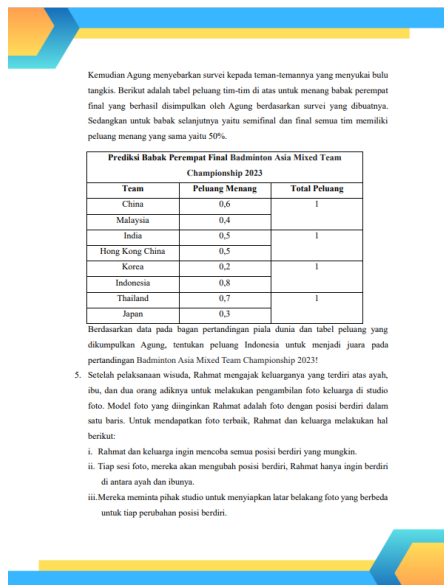 Kemudian Agung menyebarkan survei kepada teman-temannya yang menyukai bulu
tangkis. Berikut adalah tabel peluang tim-tim di atas untuk menang babak perempat
final yang berhasil disimpulkan oleh Agung berdasarkan survei yang dibuatnya.
Sedangkan untuk babak selanjutnya yaitu semifinal dan final semua tim memiliki
peluang menang yang sama yaitu 50%.
Prediksi Babak Perempat Final Badminton Asia Mixed Team
Championship 2023
Team Peluang Menang Total Peluang
China 0,6 1
Malaysia 0,4
India 0,5 1
Hong Kong China 0,5
Korea 0,2 1
Indonesia 0,8
Thailand 0,7 1
Japan 0,3
Berdasarkan data pada bagan pertandingan piala dunia dan tabel peluang yang
dikumpulkan Agung, tentukan peluang Indonesia untuk menjadi juara pada
pertandingan Badminton Asia Mixed Team Championship 2023!
5. Setelah pelaksanaan wisuda, Rahmat mengajak keluarganya yang terdiri atas ayah,
ibu, dan dua orang adiknya untuk melakukan pengambilan foto keluarga di studio
foto. Model foto yang diinginkan Rahmat adalah foto dengan posisi berdiri dalam
satu baris. Untuk mendapatkan foto terbaik, Rahmat dan keluarga melakukan hal
berikut:
i. Rahmat dan keluarga ingin mencoba semua posisi berdiri yang mungkin.
ii. Tiap sesi foto, mereka akan mengubah posisi berdiri, Rahmat hanya ingin berdiri
di antara ayah dan ibunya.
iii.Mereka meminta pihak studio untuk menyiapkan latar belakang foto yang berbeda
untuk tiap perubahan posisi berdiri.